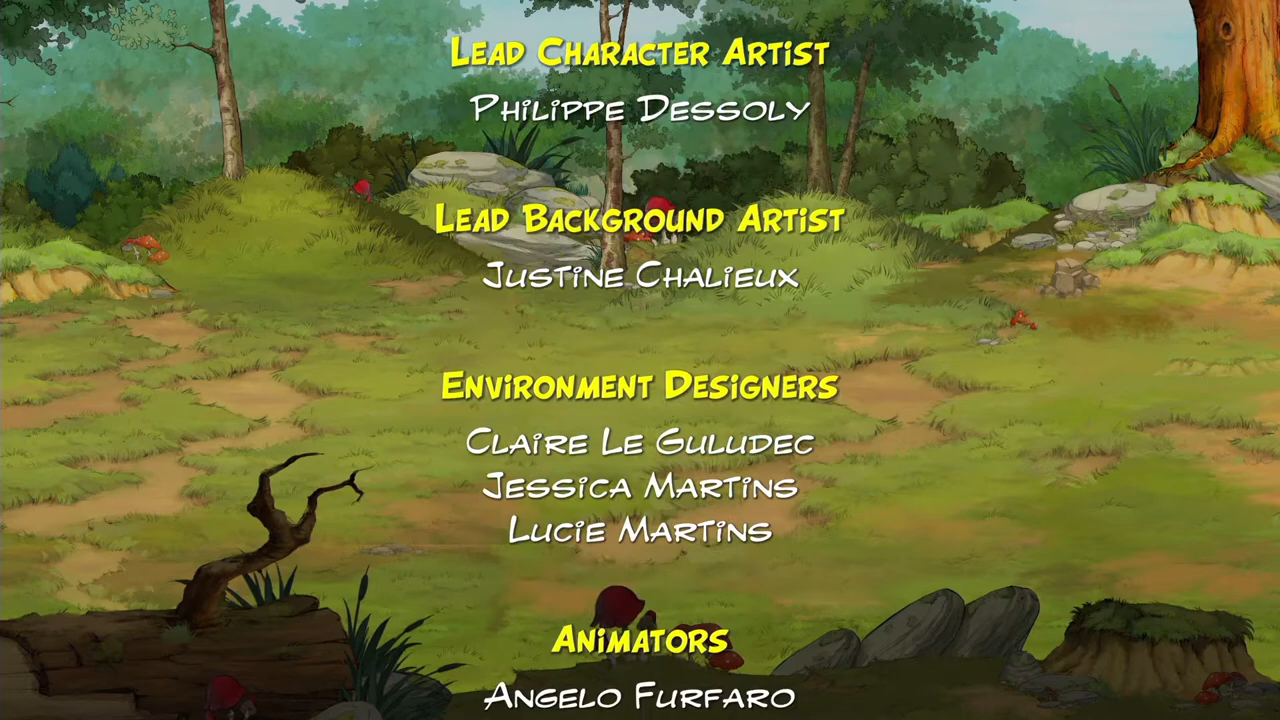 Lead Character Artist
Philippe Dessoly
Lead Background Artist
Justine Chalieux
Environment Designers
Claire Le Guludec
Jessica Martins
Lucie Martins
Animators
Angelo Furfaro